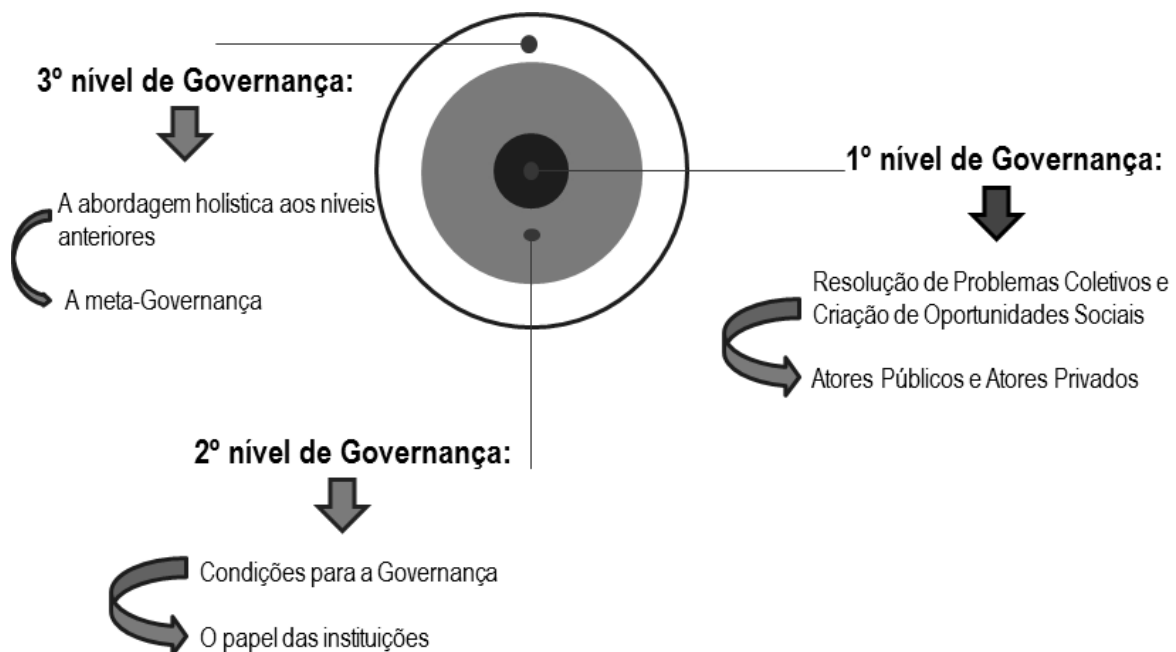 3º nível de Governança:
A abordagem holística aos níveis
anteriores
A meta-Governança
1º nível de Governança:
Resolução de Problemas Coletivos e
Criação de Oportunidades Sociais
Atores Públicos e Atores Privados
2º nível de Governança:
Condições para a Governança
O papel das instituições